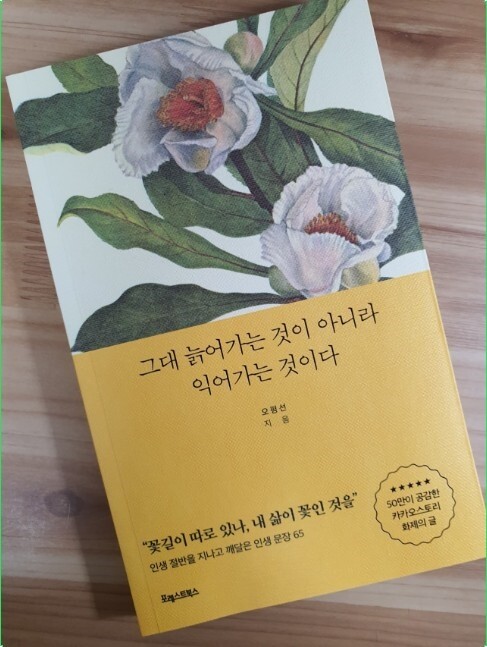 그대 늙어가는 것이 아니라
익어가는 것이다
오평선
지음
“꽃길이 따로 있나, 내 삶이 꽃인 것을”
인생 절반을 지나고 깨달은 인생 문장 65
★★★★★
50만이 공감한
카카오스토리
화제의 글
포레스트북스